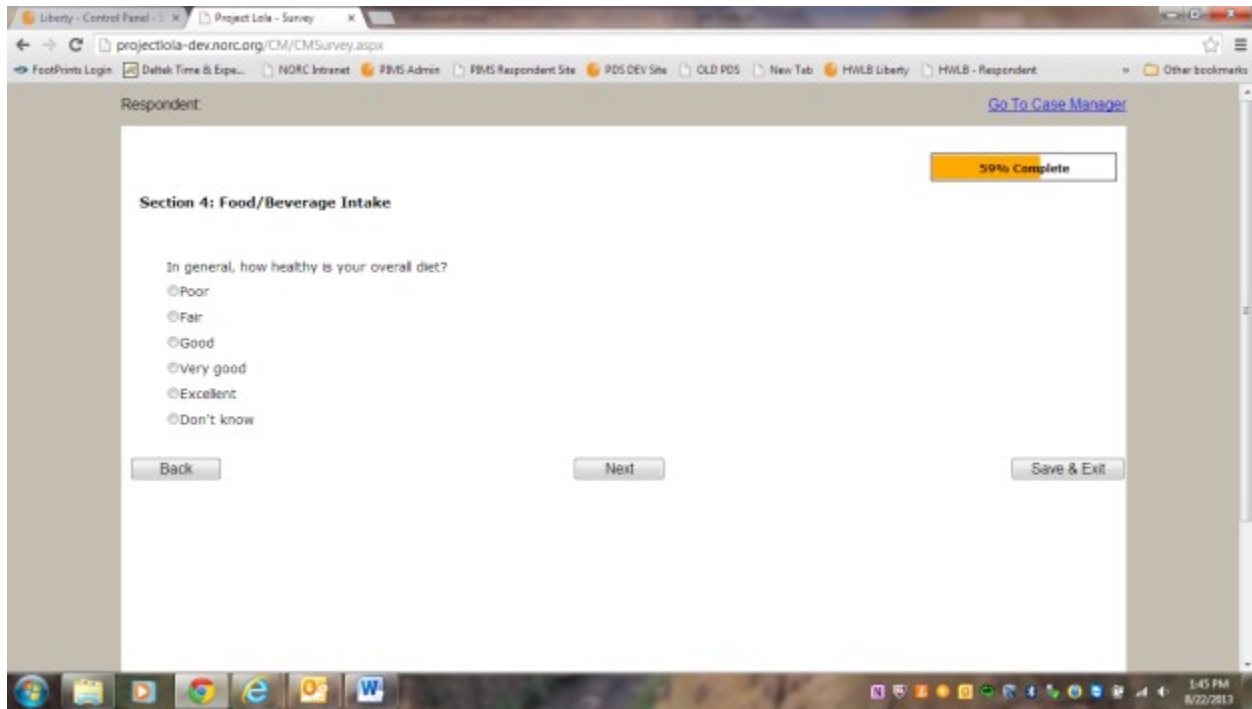 Liberty - Control Panel - S Project Lola - Survey
projectlola-dev.norc.org/CM/CMSurvey.aspx
FootPrints Login Deltek Time & Expe... NORC Intranet PIMS Admin PIMS Respondent Site PDS DEV Site OLD PDS New Tab HWLB Liberty HWLB - Respondent » Other bookmarks
Respondent: Go To Case Manager
59% Complete
Section 4: Food/Beverage Intake
In general, how healthy is your overall diet?
Poor
Fair
Good
Very good
Excellent
Don't know
Back Next Save & Exit
1:45 PM
8/22/2013